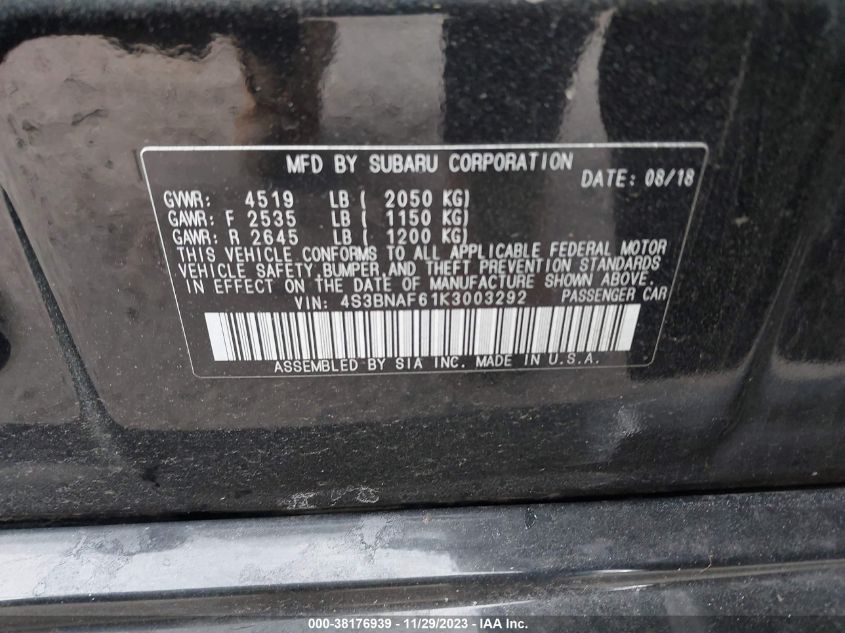 MFD BY SUBARU CORPORATION
DATE: 08/18
GVWR: 4519 LB ( 2050 KG)
GAWR: F 2535 LB ( 1150 KG)
GAWR: R 2645 LB ( 1200 KG)
THIS VEHICLE CONFORMS TO ALL APPLICABLE FEDERAL MOTOR
VEHICLE SAFETY, BUMPER, AND THEFT PREVENTION STANDARDS
IN EFFECT ON THE DATE OF MANUFACTURE SHOWN ABOVE.
VIN: 4S3BNAF61K3003292 PASSENGER CAR
ASSEMBLED BY SIA INC. MADE IN U.S.A.
000-38176939 - 11/29/2023 - IAA Inc.